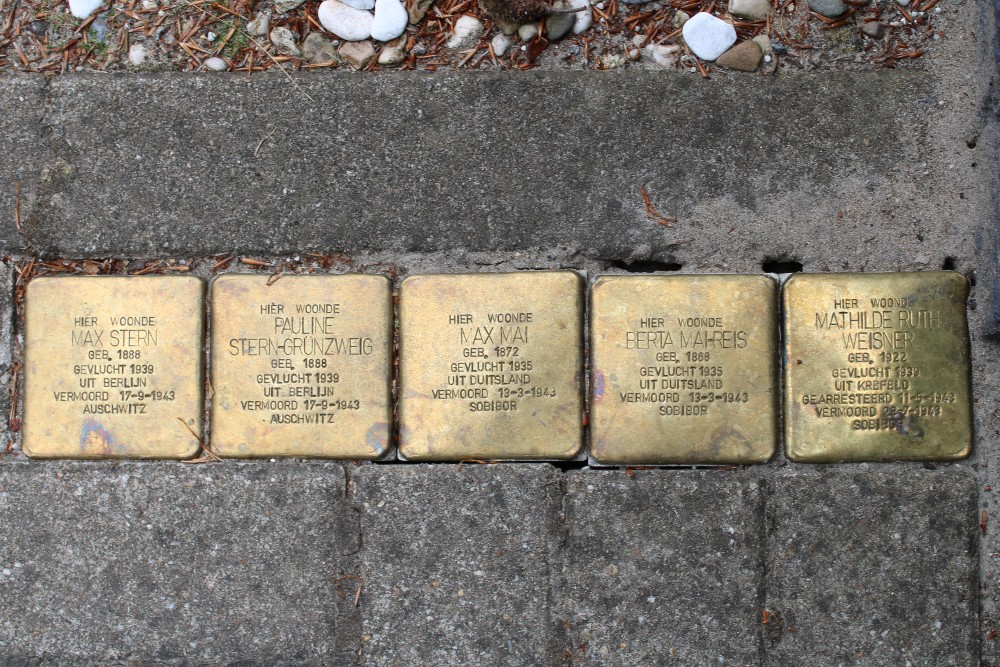 HIER WOONDE
MAX STERN
GEB. 1888
GEVLUCHT 1939
UIT BERLIJN
VERMOORD 17-9-1943
AUSCHWITZ
HIER WOONDE
PAULINE
STERN-GRÜNZWEIG
GEB. 1888
GEVLUCHT 1939
UIT BERLIJN
VERMOORD 17-9-1943
AUSCHWITZ
HIER WOONDE
MAX MAI
GEB. 1872
GEVLUCHT 1935
UIT DUITSLAND
VERMOORD 13-3-1943
SOBIBOR
HIER WOONDE
BERTA MAI-REIS
GEB. 1868
GEVLUCHT 1935
UIT DUITSLAND
VERMOORD 13-3-1943
SOBIBOR
HIER WOONDE
MATHILDE RUTH
WEISNER
GEB. 1922
GEVLUCHT 1939
UIT KREFELD
GEARRESTEERD 11-5-1943
VERMOORD 23-7-1943
SOBIBOR